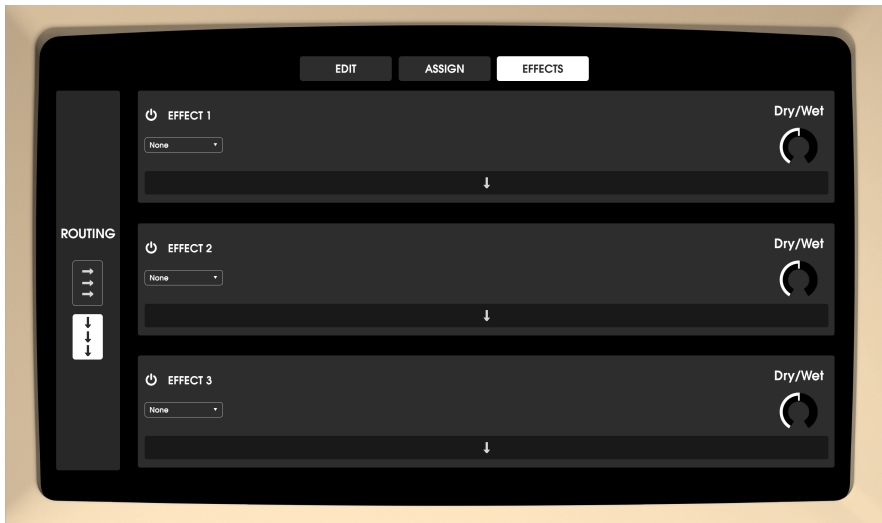 EDIT
ASSIGN
EFFECTS
EFFECT 1
Dry/Wet
None
ROUTING
EFFECT 2
Dry/Wet
None
EFFECT 3
Dry/Wet
None